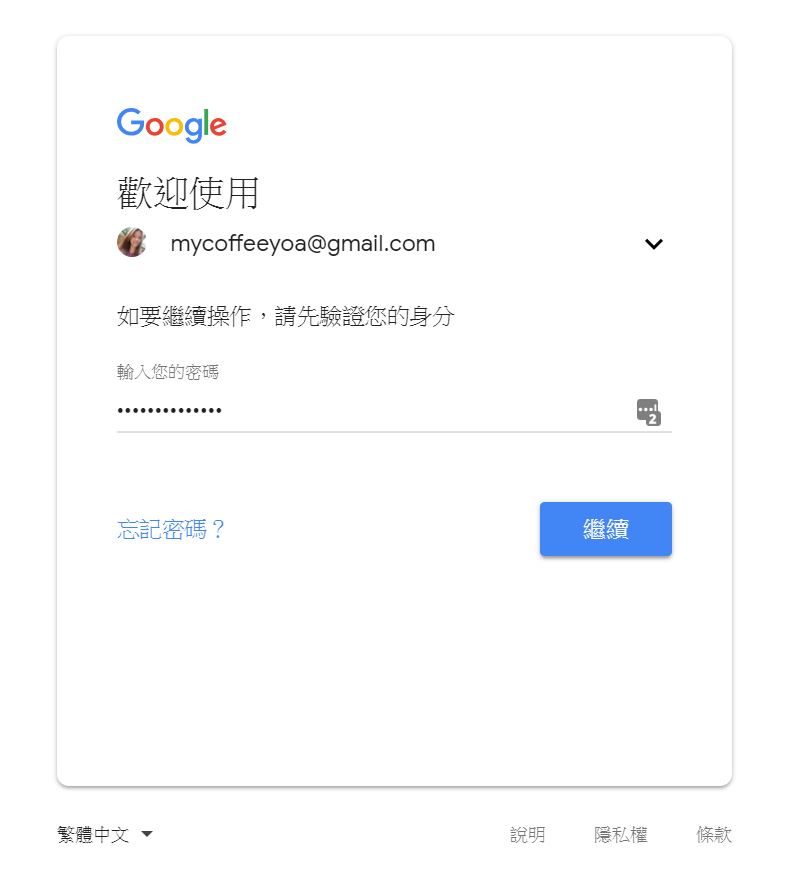 Google
歡迎使用
mycoffeeyoa@gmail.com
如要繼續操作，請先驗證您的身分
輸入您的密碼
••••••••••••••
2
忘記密碼？
繼續
繁體中文
說明 隱私權 條款